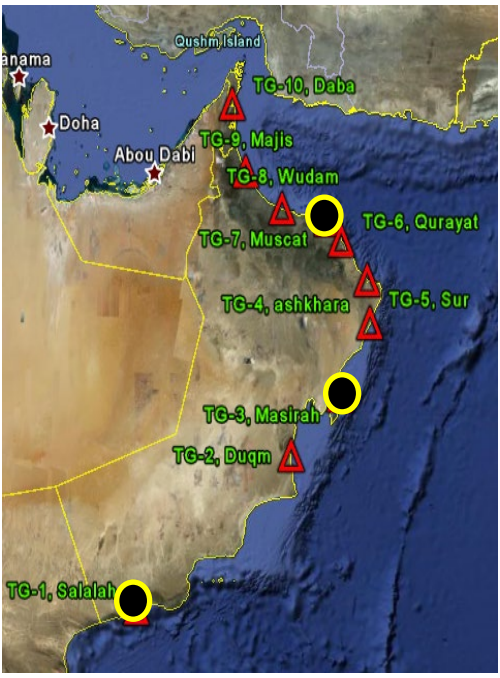 Qushm Island
anama
TG-10, Daba
Doha
TG-9, Majis
Abou Dabi
TG-8, Wudam
TG-6, Qurayat
TG-7, Muscat
TG-4, ashkhara
TG-5, Sur
TG-3, Masirah
TG-2, Duqm
TG-1, Salalah